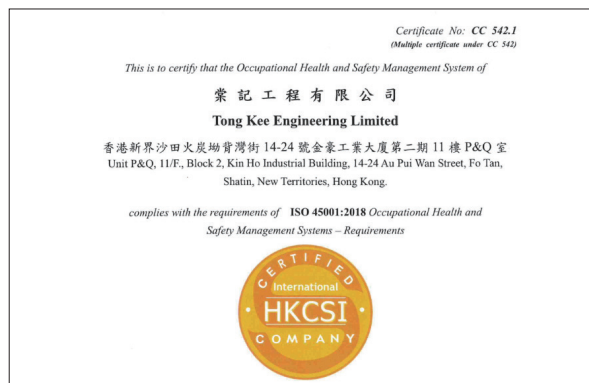 Certificate No: CC 542.1
(Multiple certificate under CC 542)
This is to certify that the Occupational Health and Safety Management System of
棠記工程有限公司
Tong Kee Engineering Limited
香港新界沙田火炭坳背灣街 14-24 號金豪工業大廈第二期 11 樓 P&Q 室
Unit P&Q, 11/F., Block 2, Kin Ho Industrial Building, 14-24 Au Pui Wan Street, Fo Tan,
Shatin, New Territories, Hong Kong.
complies with the requirements of ISO 45001:2018 Occupational Health and
Safety Management Systems – Requirements
CERTIFIED
International
HKCSI
COMPANY